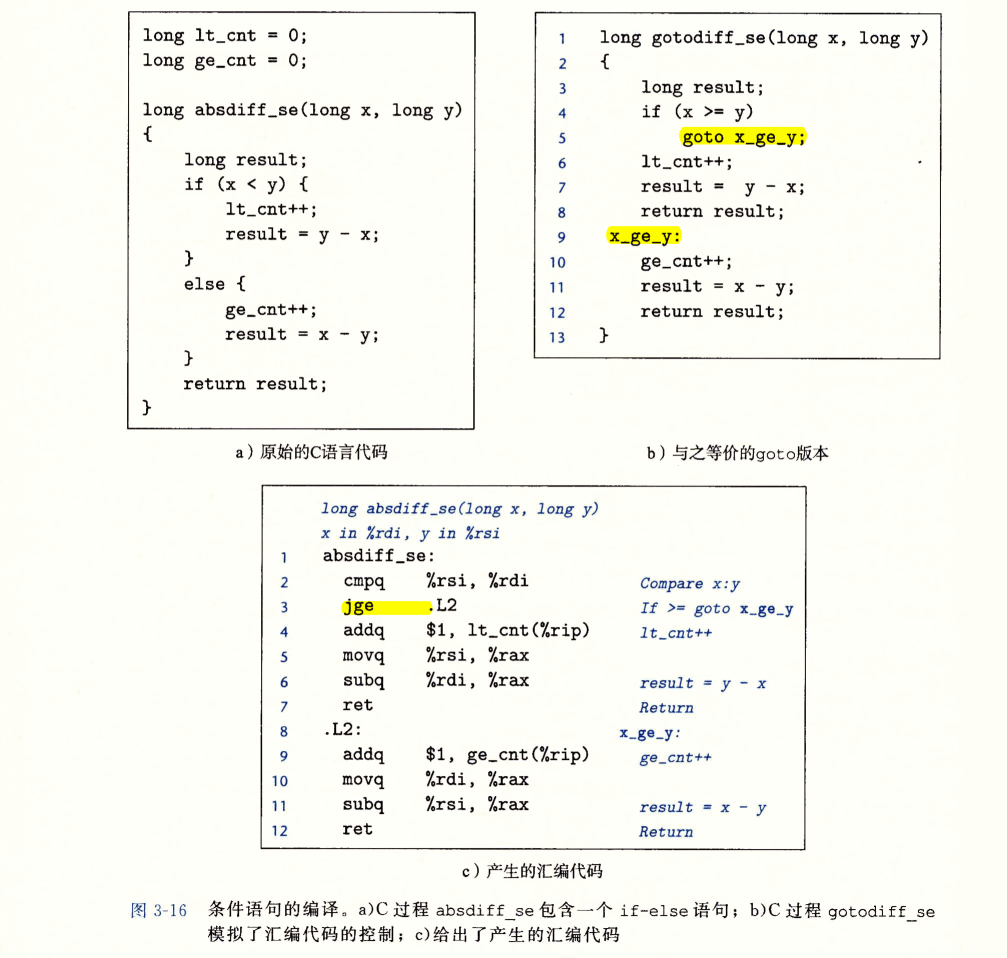 long lt_cnt = 0;
long ge_cnt = 0;
long absdiff_se(long x, long y)
{
long result;
if (x < y) {
lt_cnt++;
result = y - x;
}
else {
ge_cnt++;
result = x - y;
}
return result;
}
a）原始的C语言代码
1 long gotodiff_se(long x, long y)
2 {
3 long result;
4 if (x >= y)
5 goto x_ge_y;
6 lt_cnt++;
7 result = y - x;
8 return result;
9 x_ge_y:
10 ge_cnt++;
11 result = x - y;
12 return result;
13 }
b）与之等价的goto版本
long absdiff_se(long x, long y)
x in %rdi, y in %rsi
1 absdiff_se:
2 cmpq %rsi, %rdi Compare x:y
3 jge .L2 If >= goto x_ge_y
4 addq $1, lt_cnt(%rip) lt_cnt++
5 movq %rsi, %rax
6 subq %rdi, %rax result = y - x
7 ret Return
8 .L2: x_ge_y:
9 addq $1, ge_cnt(%rip) ge_cnt++
10 movq %rdi, %rax
11 subq %rsi, %rax result = x - y
12 ret Return
c）产生的汇编代码
图 3-16 条件语句的编译。a)C 过程 absdiff_se 包含一个 if-else 语句；b)C 过程 gotodiff_se
模拟了汇编代码的控制；c)给出了产生的汇编代码